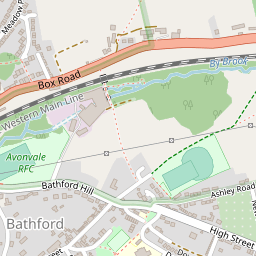 Meadow P
Box Road
By Brook
Western Main Line
Avonvale
RFC
Bathford Hill
Ashley Road
Bathford
High Street